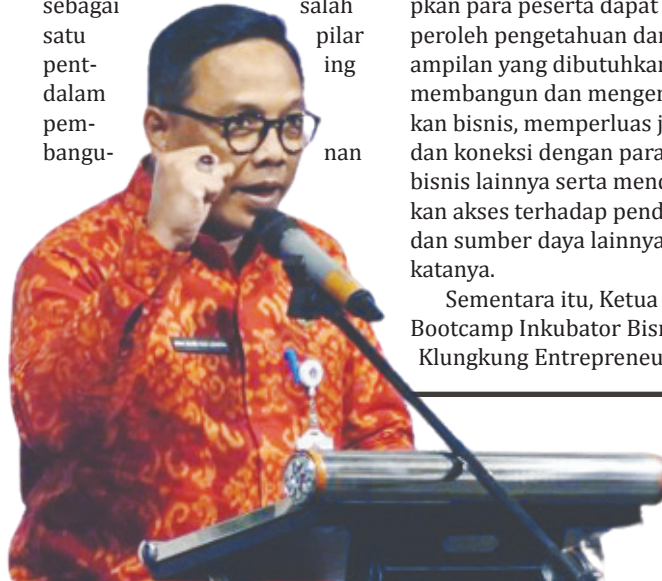 sebagai salah
satu pilar
pent- ing
dalam
pem-
bangu- nan
pkan para peserta dapat
peroleh pengetahuan dan
ampilan yang dibutuhkan
membangun dan
kan bisnis, memperluas j
dan koneksi dengan para
bisnis lainnya serta
kan akses terhadap pend
dan sumber daya lainnya
katanya.
Sementara itu, Ketua
Bootcamp Inkubator Bisn
Klungkung Entrepreneu